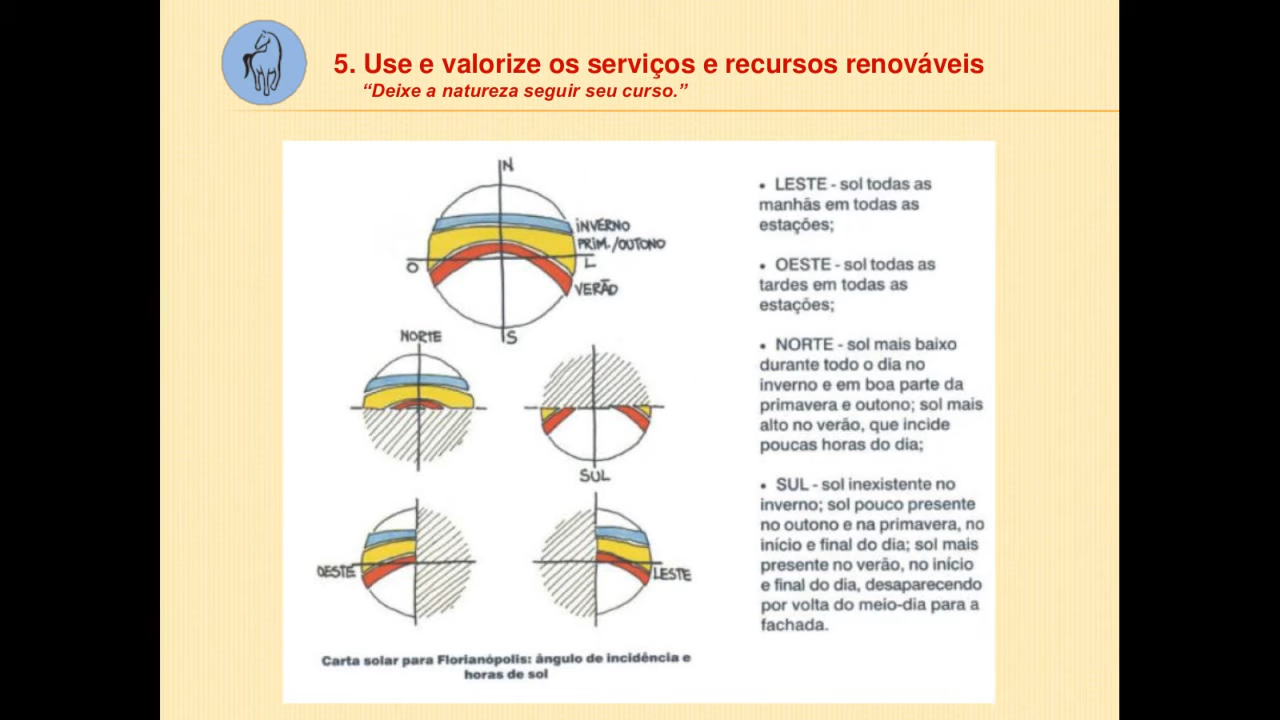 5. Use e valorize os serviços e recursos renováveis
“Deixe a natureza seguir seu curso.”
N
INVERNO
PRIM./OUTONO
O
L
VERÃO
S
NORTE
SUL
OESTE
LESTE
Carta solar para Florianópolis: ângulo de incidência e
horas de sol
• LESTE - sol todas as
manhãs em todas as
estações;
• OESTE - sol todas as
tardes em todas as
estações;
• NORTE - sol mais baixo
durante todo o dia no
inverno e em boa parte da
primavera e outono; sol mais
alto no verão, que incide
poucas horas do dia;
• SUL - sol inexistente no
inverno; sol pouco presente
no outono e na primavera, no
início e final do dia; sol mais
presente no verão, no início
e final do dia, desaparecendo
por volta do meio-dia para a
fachada.